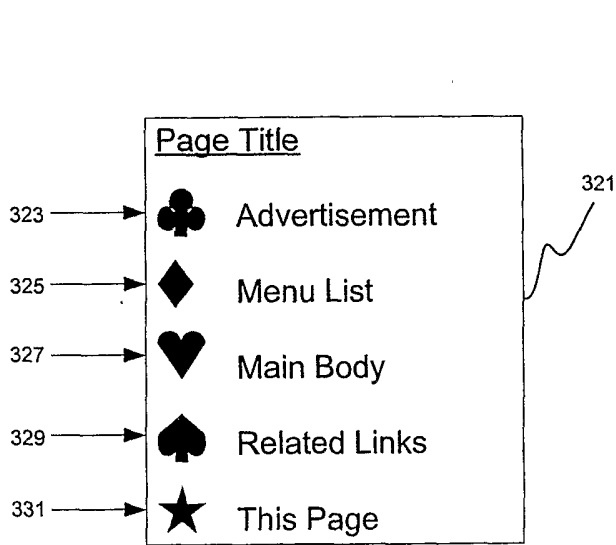 Page Title
321
323 Advertisement
325 Menu List
327 Main Body
329 Related Links
331 This Page